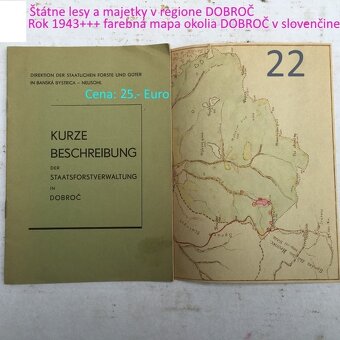 Štátne lesy a majetky v règione DOBROČ
Rok 1943+++ farebná mapa okolia DOBROČ v slovenčine
22
DIREKTION DER STAATLICHEN FORSTE UND GÜTER
IN BANSKÁ BYSTRICA - NEUSOHL
Cena: 25.- Euro
KURZE
BESCHREIBUNG
DER
STAATSFORSTVERWALTUNG
IN
DOBROČ